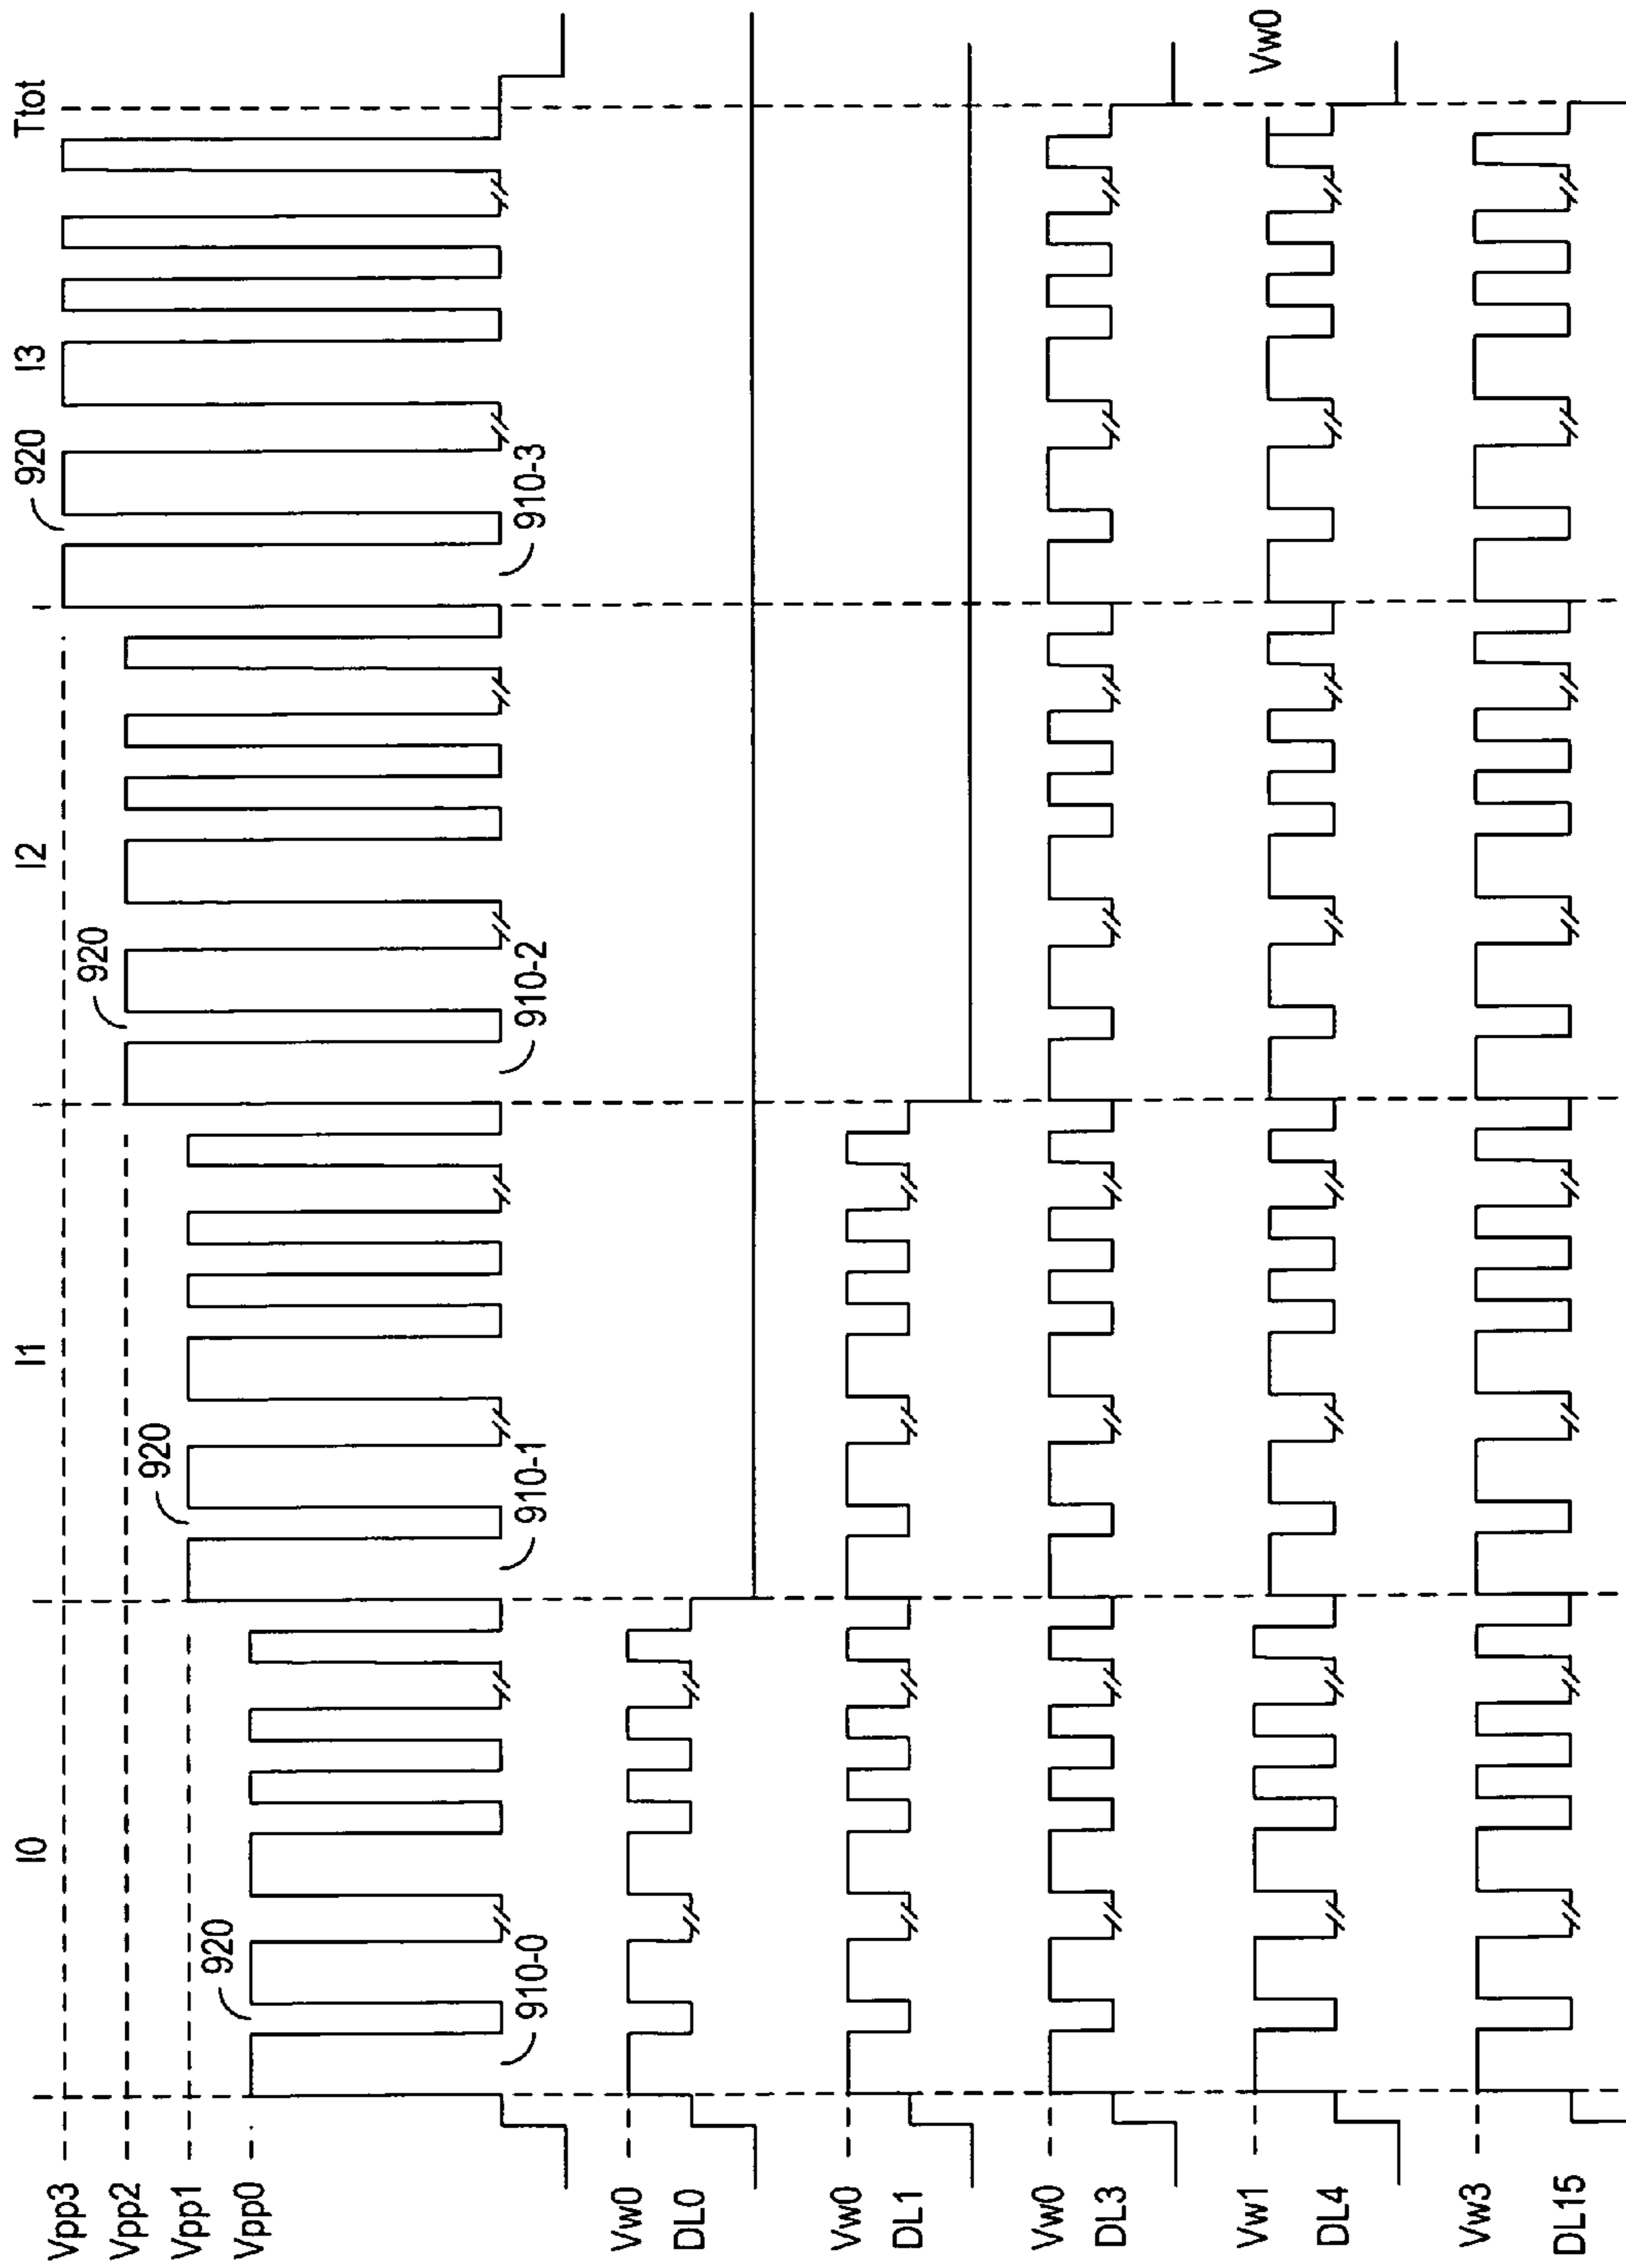 I0 I1 I2 I3 Ttot
Vpp3
920
Vpp2
920
Vpp1
920
Vpp0
920
910-0 910-1 910-2 910-3
Vw0
DL0
Vw0
DL1
Vw0
DL3
Vw1 Vw0
DL4
Vw3
DL15